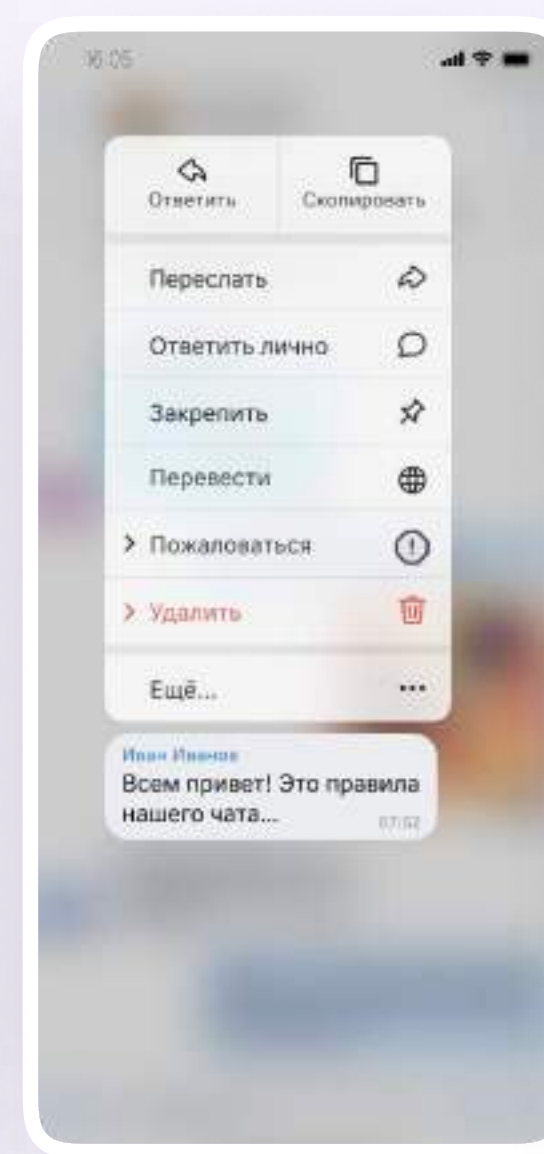 16:05
Ответить
Скопировать
Переслать
Ответить лично
Закрепить
Перевести
Пожаловаться
Удалить
Ещё...
Иван Иванов
Всем привет! Это правила
нашего чата...
07:52